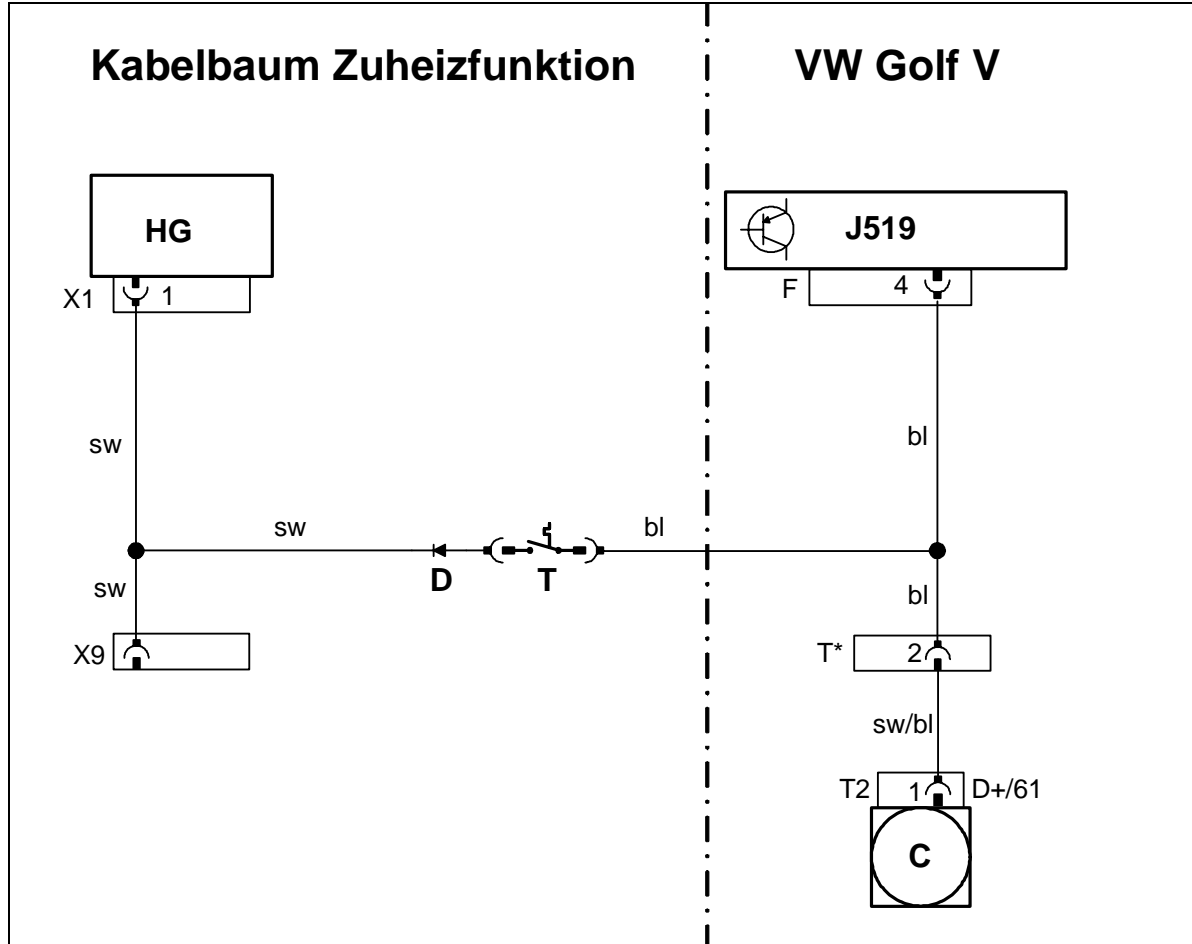 Kabelbaum Zuheizfunktion
VW Golf V
HG
J519
X1
1
F
4
sw
bl
sw
bl
D
T
sw
bl
X9
T*
2
sw/bl
T2
1
D+/61
C